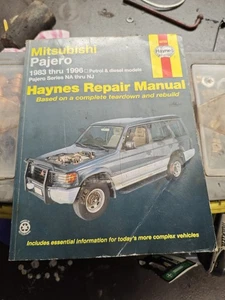 Haynes
Mitsubishi
Pajero
1983 thru 1996 Petrol & diesel models
Pajero Series NA thru NJ
Haynes Repair Manual
Based on a complete teardown and rebuild
Includes essential information for today's more complex vehicles